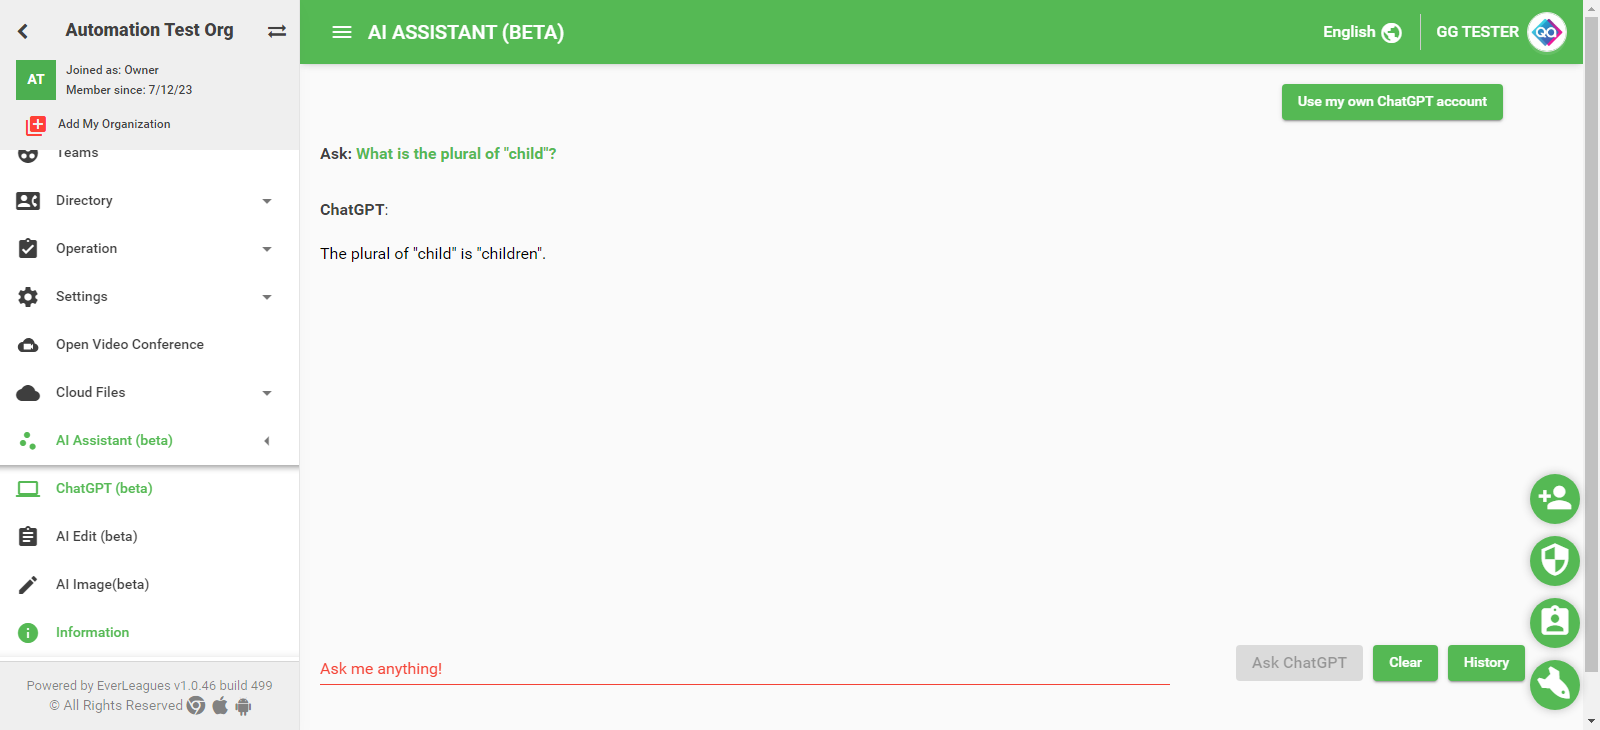 Automation Test Org
AT
Joined as: Owner
Member since: 7/12/23
Add My Organization
Teams
Directory
Operation
Settings
Open Video Conference
Cloud Files
AI Assistant (beta)
ChatGPT (beta)
AI Edit (beta)
AI Image(beta)
Information
Powered by EverLeagues v1.0.46 build 499
© All Rights Reserved
AI ASSISTANT (BETA)
English
GG TESTER
QA
Use my own ChatGPT account
Ask: What is the plural of "child"?
ChatGPT:
The plural of "child" is "children".
Ask me anything!
Ask ChatGPT
Clear
History